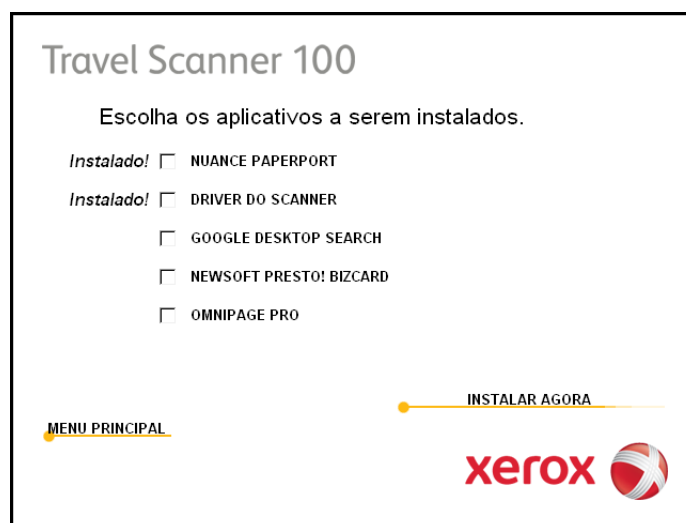 Travel Scanner 100
Escolha os aplicativos a serem instalados.
Instalado! NUANCE PAPERPORT
Instalado! DRIVER DO SCANNER
GOOGLE DESKTOP SEARCH
NEWSOFT PRESTO! BIZCARD
OMNIPAGE PRO
INSTALAR AGORA
MENU PRINCIPAL
xerox